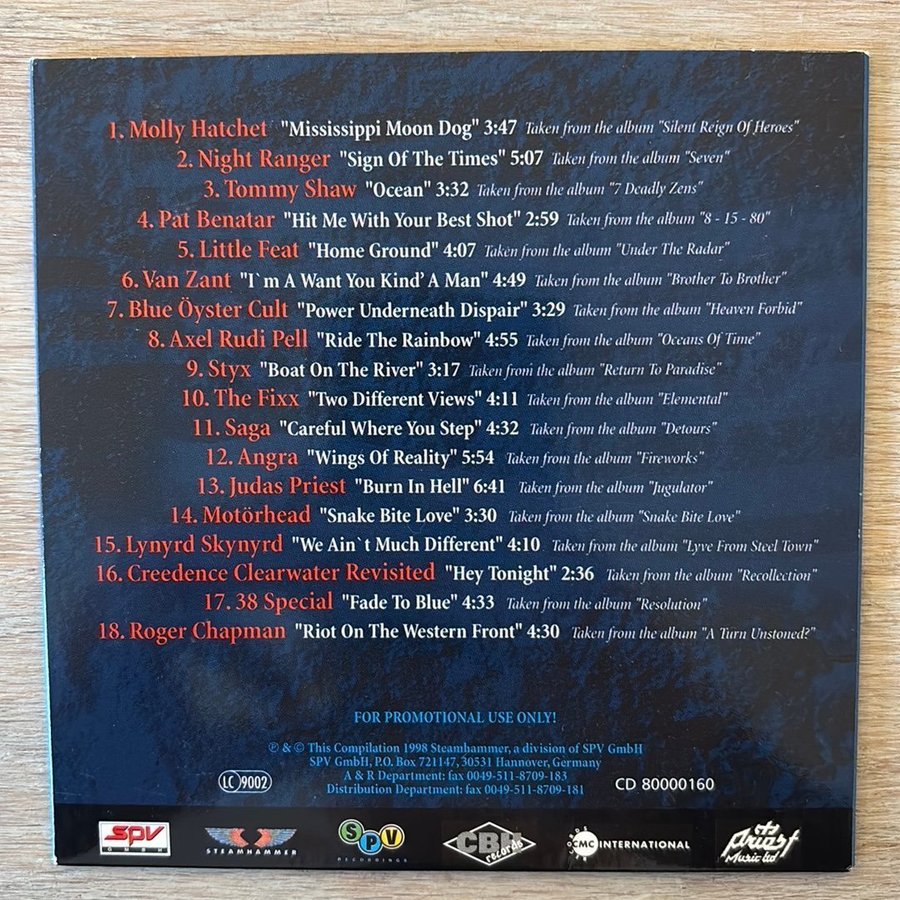 1. Molly Hatchet "Mississippi Moon Dog" 3:47 Taken from the album "Silent Reign Of Heroes"
2. Night Ranger "Sign Of The Times" 5:07 Taken from the album "Seven"
3. Tommy Shaw "Ocean" 3:32 Taken from the album "7 Deadly Zens"
4. Pat Benatar "Hit Me With Your Best Shot" 2:59 Taken from the album "8 - 15 - 80"
5. Little Feat "Home Ground" 4:07 Taken from the album "Under The Radar"
6. Van Zant "I`m A Want You Kind' A Man" 4:49 Taken from the album "Brother To Brother"
7. Blue Öyster Cult "Power Underneath Dispair" 3:29 Taken from the album "Heaven Forbid"
8. Axel Rudi Pell "Ride The Rainbow" 4:55 Taken from the album "Oceans Of Time"
9. Styx "Boat On The River" 3:17 Taken from the album "Return To Paradise"
10. The Fixx "Two Different Views" 4:11 Taken from the album "Elemental"
11. Saga "Careful Where You Step" 4:32 Taken from the album "Detours"
12. Angra "Wings Of Reality" 5:54 Taken from the album "Fireworks"
13. Judas Priest "Burn In Hell" 6:41 Taken from the album "Jugulator"
14. Motörhead "Snake Bite Love" 3:30 Taken from the album "Snake Bite Love"
15. Lynyrd Skynyrd "We Ain`t Much Different" 4:10 Taken from the album "Lyve From Steel Town"
16. Creedence Clearwater Revisited "Hey Tonight" 2:36 Taken from the album "Recollection"
17. 38 Special "Fade To Blue" 4:33 Taken from the album "Resolution"
18. Roger Chapman "Riot On The Western Front" 4:30 Taken from the album "A Turn Unstoned?"
FOR PROMOTIONAL USE ONLY!
℗ & © This Compilation 1998 Steamhammer, a division of SPV GmbH
SPV GmbH, P.O. Box 721147, 30531 Hannover, Germany
A & R Department: fax 0049-511-8709-183
Distribution Department: fax 0049-511-8709-181
LC 9002
CD 80000160
SPV GMBH
STEAMHAMMER
SPV RECORDINGS
CBH records
CMC INTERNATIONAL
Priest Music ltd